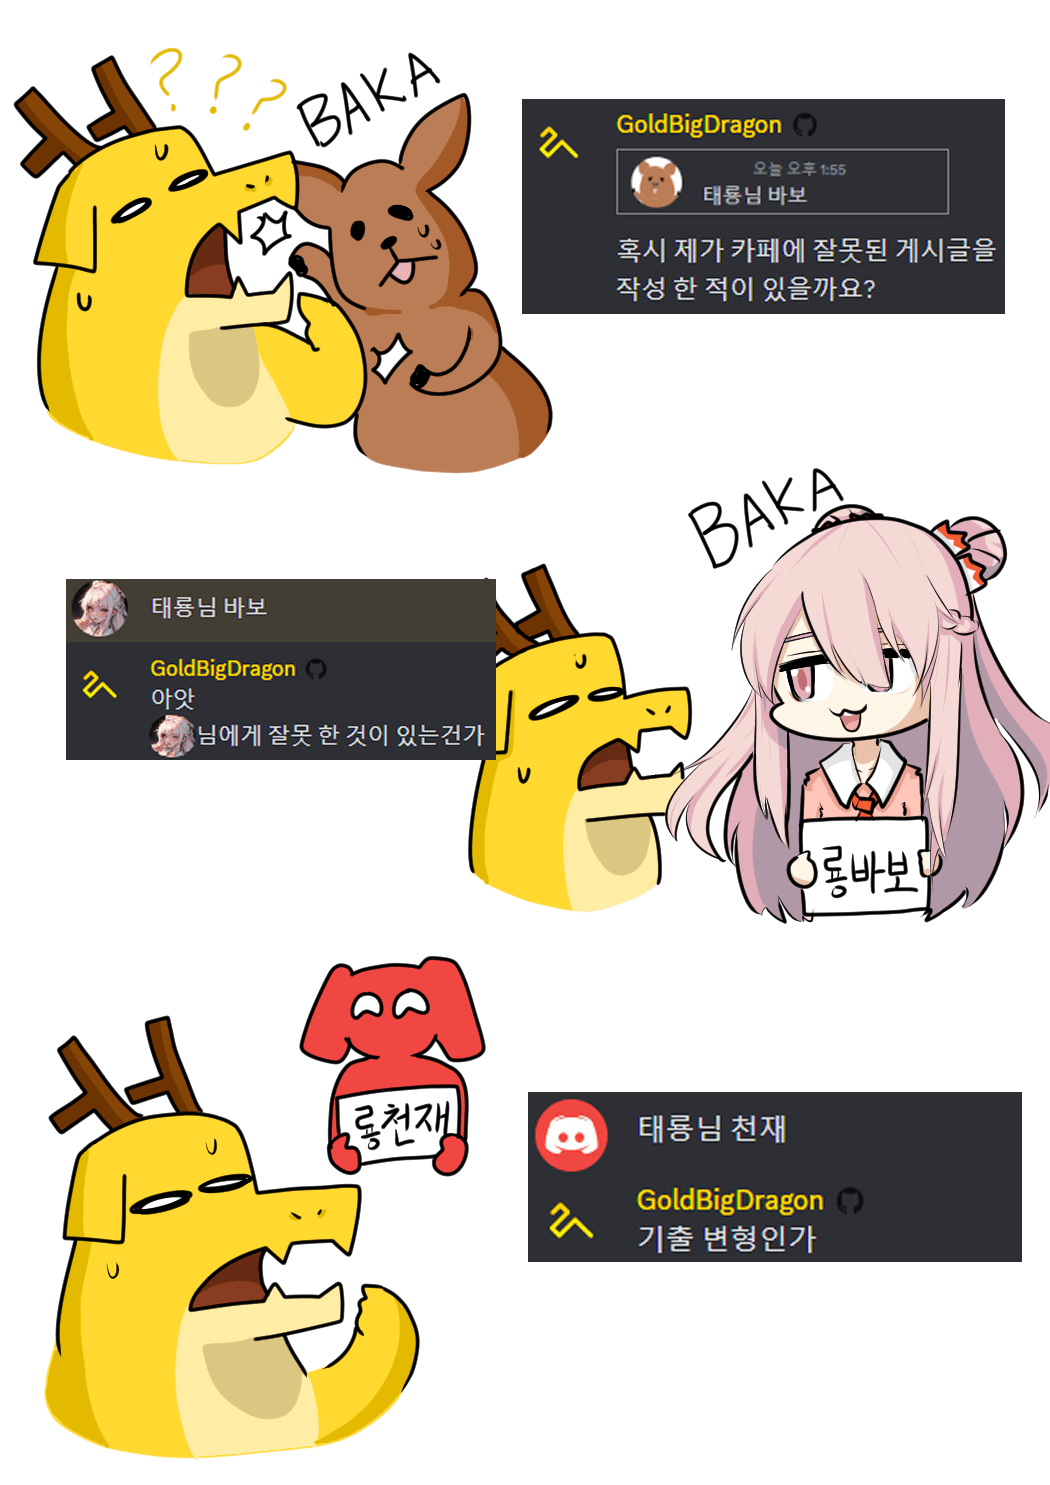 ???
BAKA
GoldBigDragon
오늘 오후 1:55
태룡님 바보
혹시 제가 카페에 잘못된 게시글을
작성 한 적이 있을까요?
BAKA
태룡님 바보
GoldBigDragon
아앗
님에게 잘못 한 것이 있는건가
룡바보
룡천재
태룡님 천재
GoldBigDragon
기출 변형인가